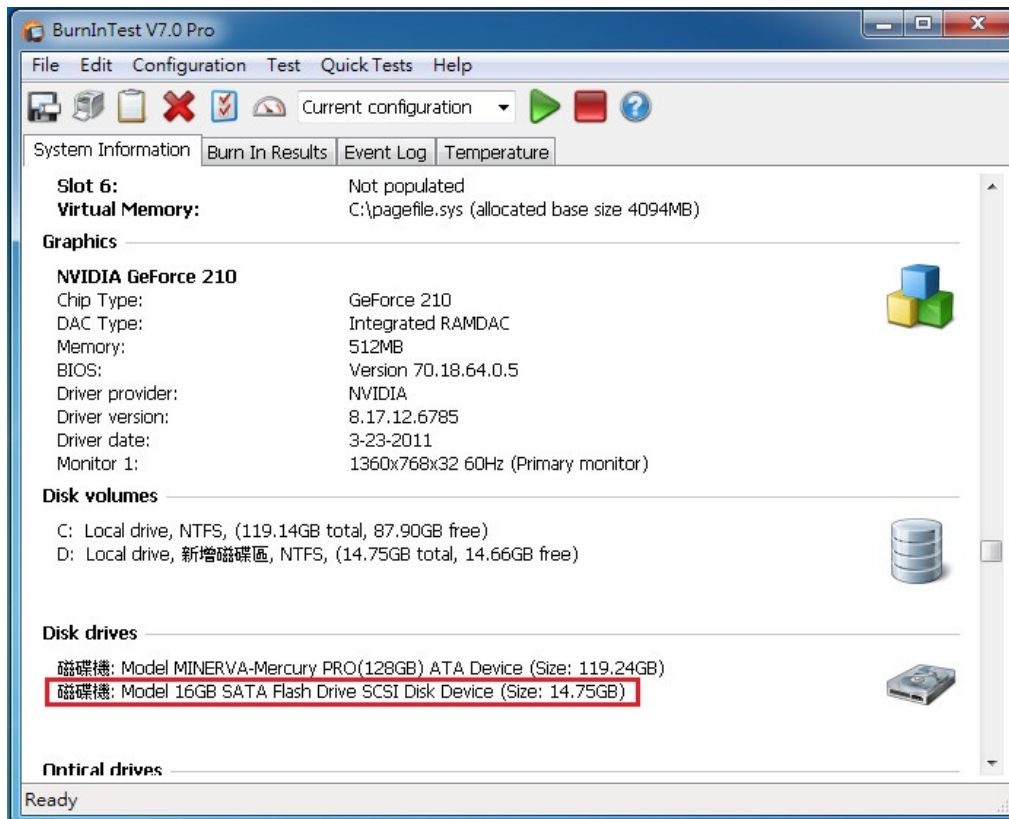 BurnInTest V7.0 Pro
File Edit Configuration Test Quick Tests Help
Current configuration
System Information Burn In Results Event Log Temperature
Slot 6: Not populated
Virtual Memory: C:\pagefile.sys (allocated base size 4094MB)
Graphics
NVIDIA GeForce 210
Chip Type: GeForce 210
DAC Type: Integrated RAMDAC
Memory: 512MB
BIOS: Version 70.18.64.0.5
Driver provider: NVIDIA
Driver version: 8.17.12.6785
Driver date: 3-23-2011
Monitor 1: 1360x768x32 60Hz (Primary monitor)
Disk volumes
C: Local drive, NTFS, (119.14GB total, 87.90GB free)
D: Local drive, 新增磁碟區, NTFS, (14.75GB total, 14.66GB free)
Disk drives
磁碟機: Model MINERVA-Mercury PRO(128GB) ATA Device (Size: 119.24GB)
磁碟機: Model 16GB SATA Flash Drive SCSI Disk Device (Size: 14.75GB)
Optical drives
Ready